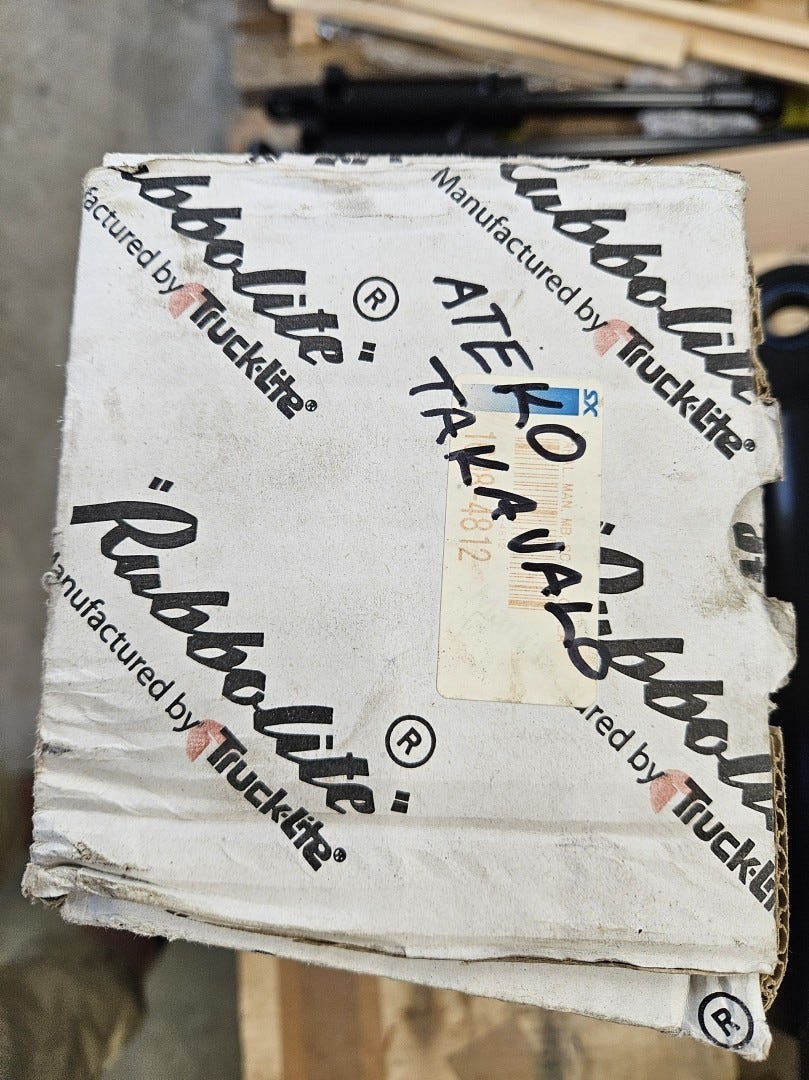 Rubbolite ®"
Manufactured by
Truck-Lite®
"Rubbolite
Manufactured by
Truck-Lite®
ATEKO
TAKAVALO
SX
4812
"Rubbolite ®"
Manufactured by
Truck-Lite®
"Rubbolite
Manufactured by
Truck-Lite
®